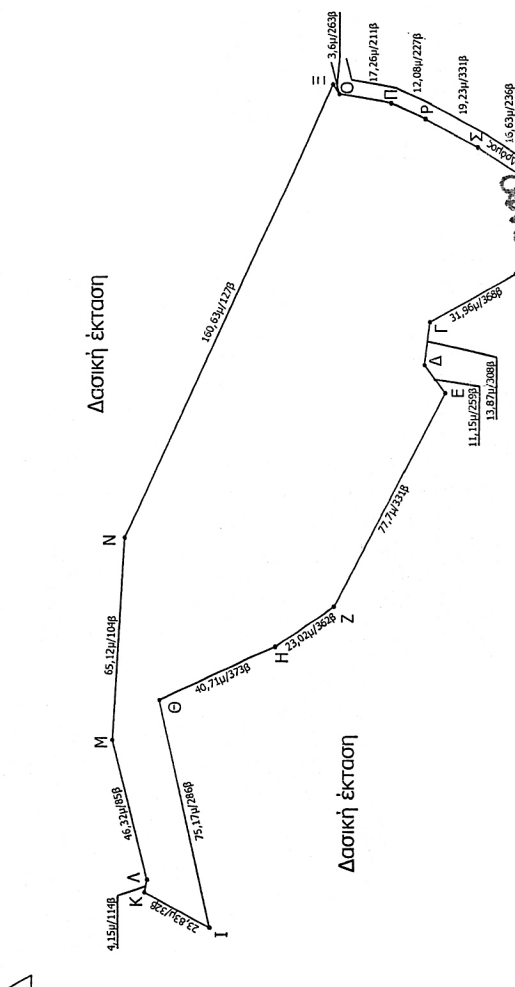 3,6μ/263β
Ξ
Ο
17,26μ/211β
Π
12,08μ/227β
Ρ
19,23μ/331β
Σ
Δρόμος
16,63μ/236β
Δασική έκταση
160,63μ/127β
31,96μ/368β
Γ
Δ
Ε
11,15μ/259β
13,87μ/308β
Ν
77,7μ/331β
65,12μ/104β
Ζ
23,02μ/362β
Η
40,71μ/373β
Θ
Μ
46,32μ/85β
75,17μ/286β
Δασική έκταση
Λ
Κ
4,15μ/114β
23,83μ/32β
Ι